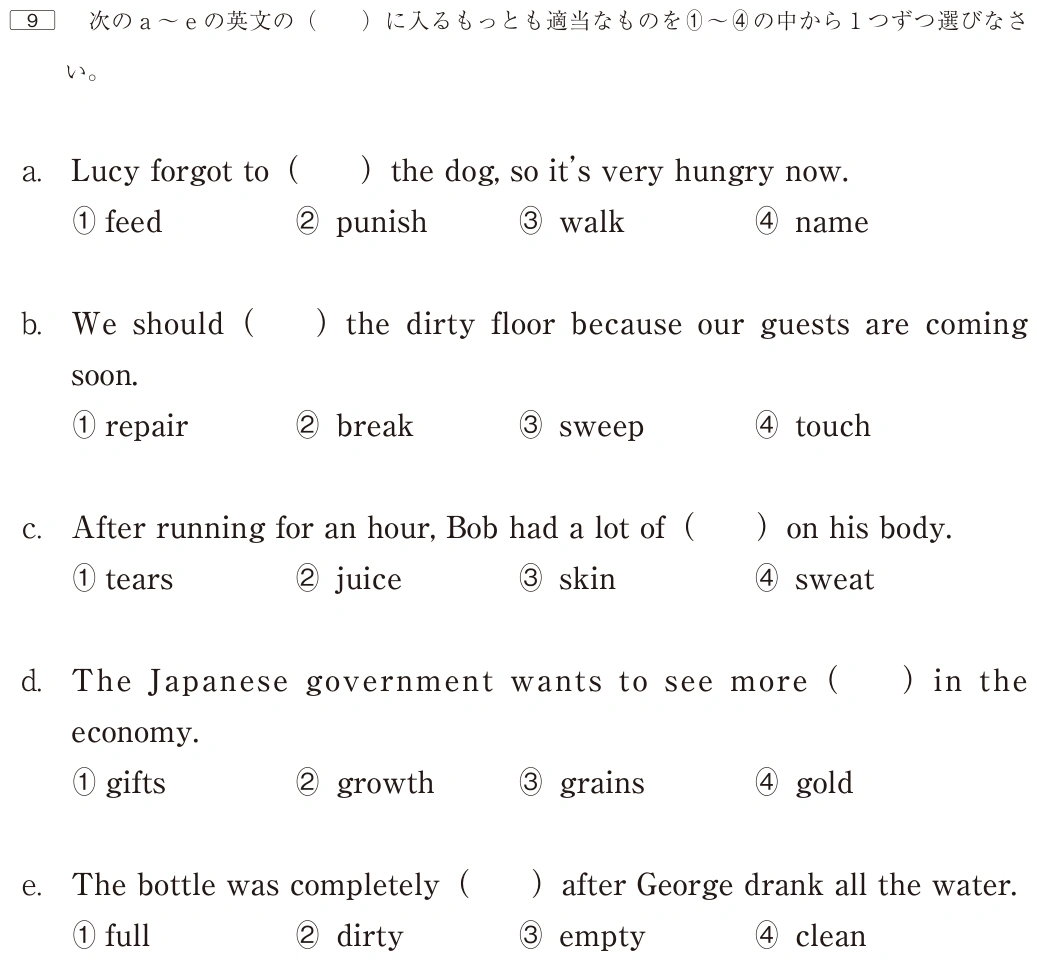 9 次のa～eの英文の（　　）に入るもっとも適当なものを①～④の中から1つずつ選びなさ
い。
a. Lucy forgot to（　　）the dog, so it's very hungry now.
① feed ② punish ③ walk ④ name
b. We should（　　）the dirty floor because our guests are coming
soon.
① repair ② break ③ sweep ④ touch
c. After running for an hour, Bob had a lot of（　　）on his body.
① tears ② juice ③ skin ④ sweat
d. The Japanese government wants to see more（　　）in the
economy.
① gifts ② growth ③ grains ④ gold
e. The bottle was completely（　　）after George drank all the water.
① full ② dirty ③ empty ④ clean